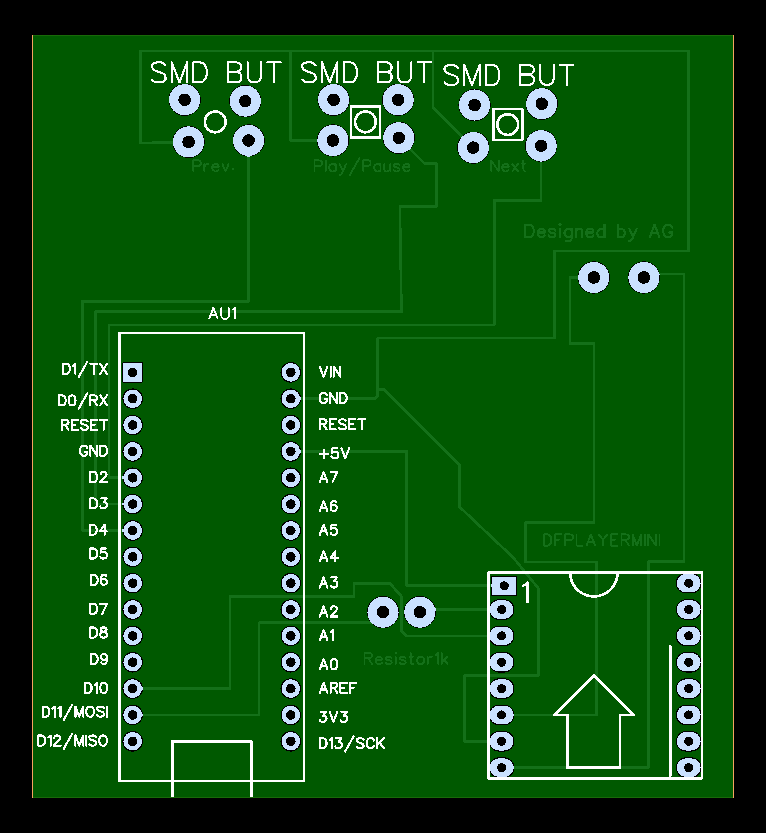 SMD BUT SMD BUT SMD BUT
Prev. Play/Pause Next
Designed by AG
AU1
D1/TX VIN
D0/RX GND
RESET RESET
GND +5V
D2 A7
D3 A6
D4 A5
D5 A4
DFPLAYERMINI
D6 A3
1
D7 A2
D8 A1
D9 A0
Resistor1k
D10 AREF
D11/MOSI 3V3
D12/MISO D13/SCK